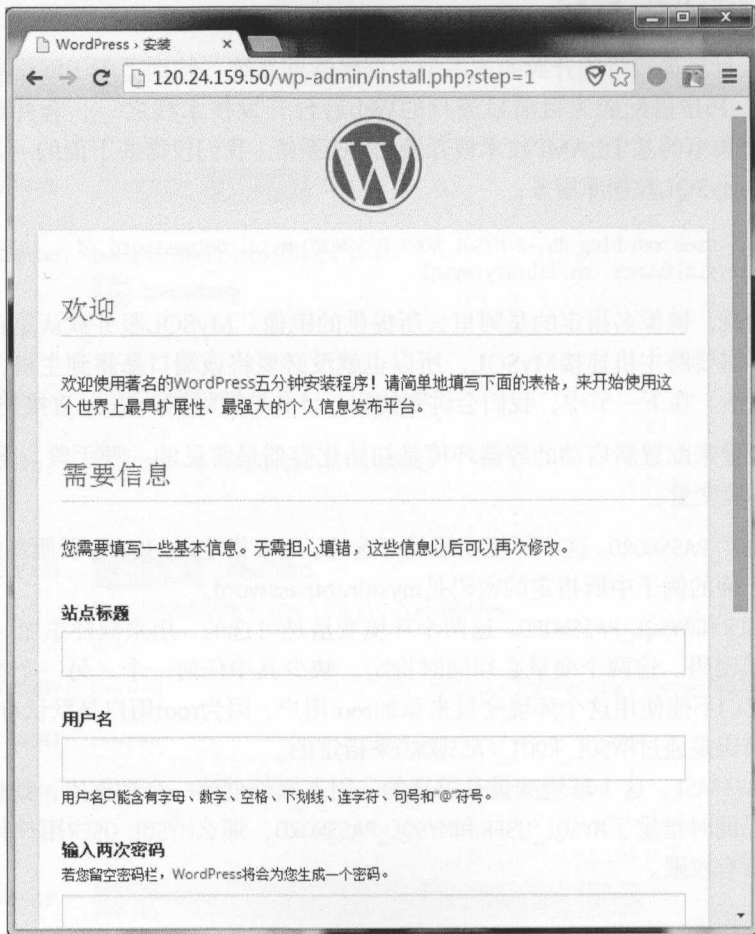 WordPress › 安装
120.24.159.50/wp-admin/install.php?step=1
欢迎
欢迎使用著名的WordPress五分钟安装程序！请简单地填写下面的表格，来开始使用这
个世界上最具扩展性、最强大的个人信息发布平台。
需要信息
您需要填写一些基本信息。无需担心填错，这些信息以后可以再次修改。
站点标题
用户名
用户名只能含有字母、数字、空格、下划线、连字符、句号和“@”符号。
输入两次密码
若您留空密码栏，WordPress将会为您生成一个密码。